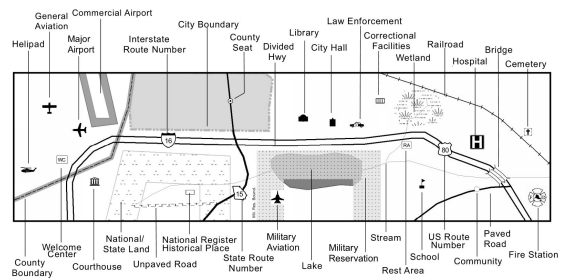 General
Aviation
Commercial Airport
City Boundary
Library
Law Enforcement
Helipad
Major
Airport
Interstate
Route Number
County
Seat
Divided
Hwy
City Hall
Correctional
Facilities
Wetland
Railroad
Hospital
Bridge
Cemetery
16
WC
15
RA
80
H
County
Boundary
Welcome
Center
Courthouse
National/
State Land
Unpaved Road
National Register
Historical Place
State Route
Number
Military
Aviation
Lake
Military
Reservation
Stream
Rest Area
School
US Route
Number
Community
Paved
Road
Fire Station